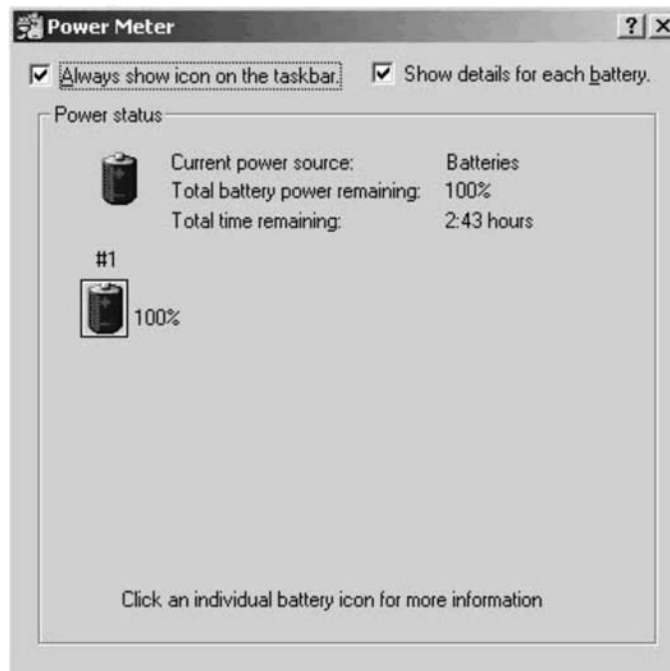 Power Meter
Always show icon on the taskbar. Show details for each battery.
Power status
Current power source: Batteries
Total battery power remaining: 100%
Total time remaining: 2:43 hours
#1
100%
Click an individual battery icon for more information